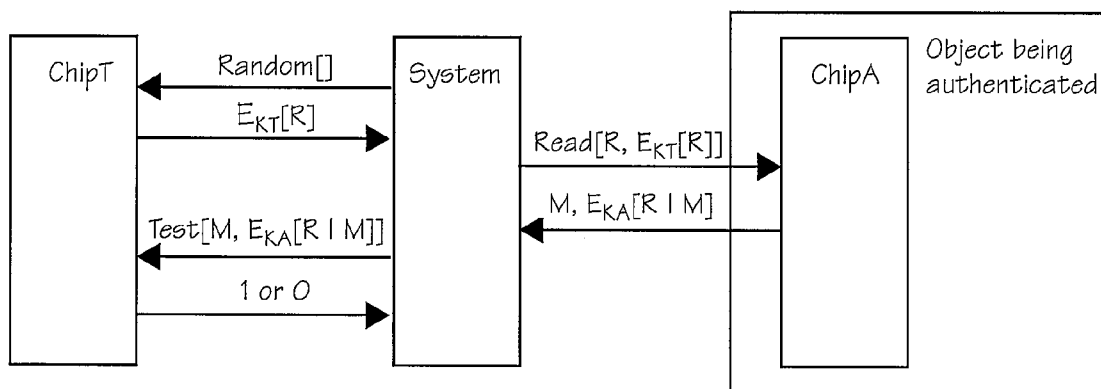 ChipT
System
ChipA
Object being
authenticated
Random[]
E_KT[R]
Read[R, E_KT[R]]
M, E_KA[R | M]
Test[M, E_KA[R | M]]
1 or 0